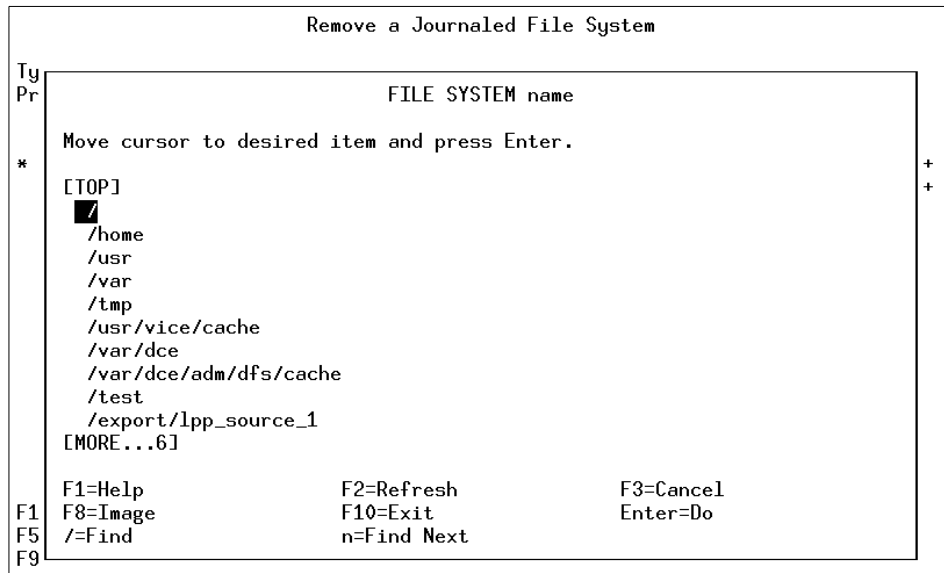 Remove a Journaled File System
Ty
Pr FILE SYSTEM name
Move cursor to desired item and press Enter.
* +
[TOP] +
/
/home
/usr
/var
/tmp
/usr/vice/cache
/var/dce
/var/dce/adm/dfs/cache
/test
/export/lpp_source_1
[MORE...6]
F1=Help F2=Refresh F3=Cancel
F1 F8=Image F10=Exit Enter=Do
F5 /=Find n=Find Next
F9